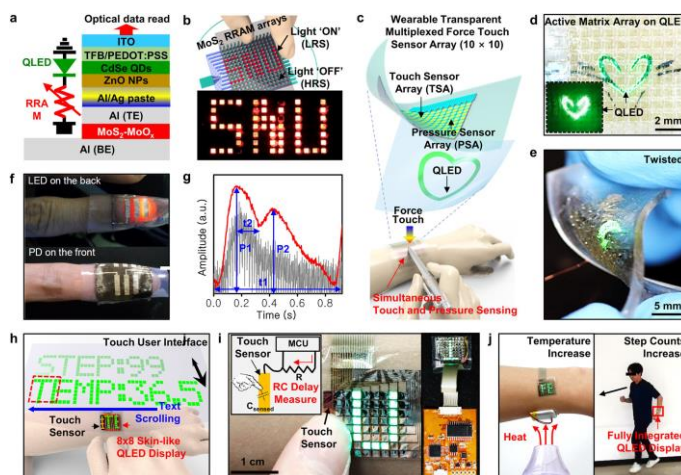 a
Optical data read
ITO
TFB/PEDOT:PSS
CdSe QDs
ZnO NPs
Al/Ag paste
Al (TE)
MoS₂-MoOₓ
Al (BE)
QLED
RRA
M
b
MoS₂ RRAM arrays
Light 'ON'
(LRS)
Light 'OFF'
(HRS)
SNU
c
Wearable Transparent
Multiplexed Force Touch
Sensor Array (10 × 10)
Touch Sensor
Array (TSA)
Pressure Sensor
Array (PSA)
QLED
Force
Touch
Simultaneous
Touch and Pressure Sensing
d
Active Matrix Array on QLE
QLED
2 mm
e
Twisted
5 mm
f
LED on the back
PD on the front
g
Amplitude (a.u.)
t2
P1
P2
t1
0.0 0.2 0.4 0.6 0.8
Time (s)
h
Touch User Interface
STEP:99
TEMP:36.5
Text
Scrolling
Touch
Sensor
8x8 Skin-like
QLED Display
i
Touch
Sensor
MCU
R
RC Delay
Measure
C sensed
Touch
Sensor
1 cm
j
Temperature
Increase
Heat
Step Counts
Increase
Fully Integrated
QLED Display